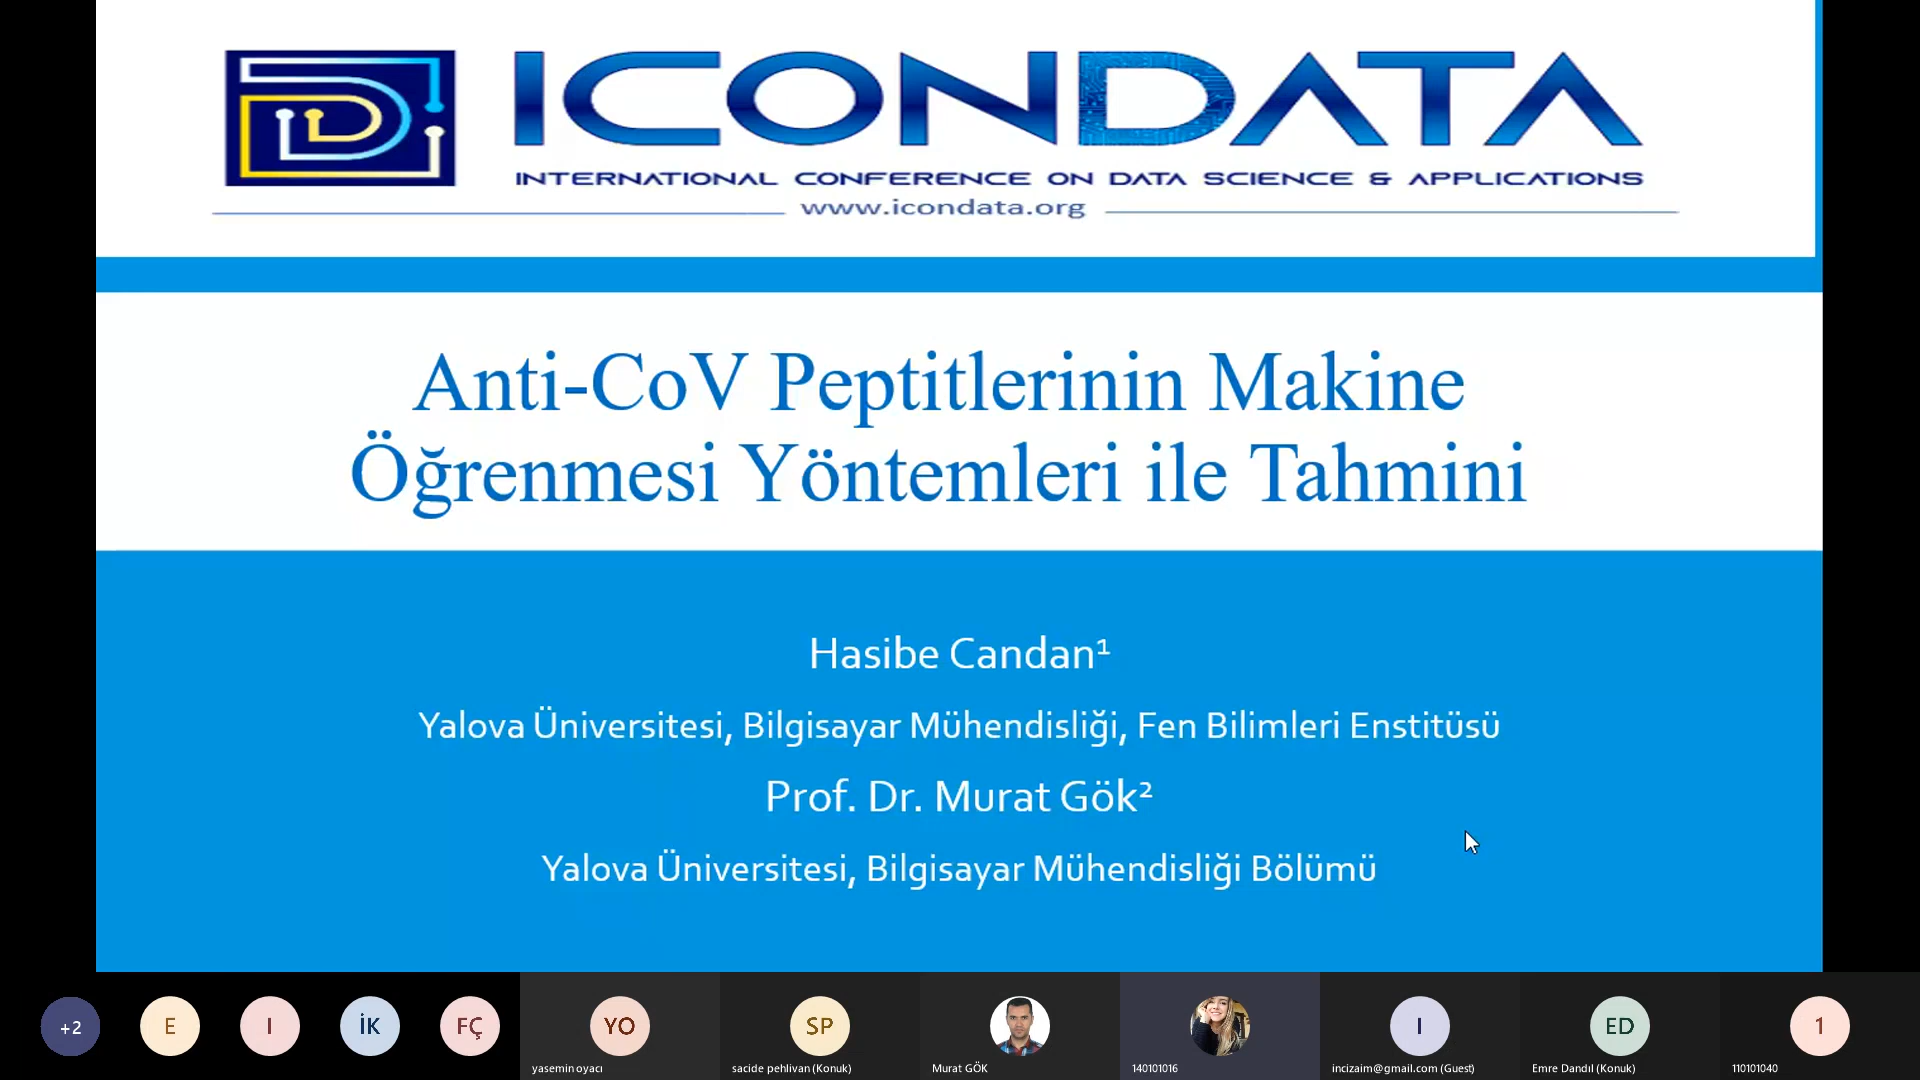 ICONDATA
INTERNATIONAL CONFERENCE ON DATA SCIENCE & APPLICATIONS
www.icondata.org
Anti-CoV Peptitlerinin Makine
Öğrenmesi Yöntemleri ile Tahmini
Hasibe Candan¹
Yalova Üniversitesi, Bilgisayar Mühendisliği, Fen Bilimleri Enstitüsü
Prof. Dr. Murat Gök²
Yalova Üniversitesi, Bilgisayar Mühendisliği Bölümü
+2
E
I
İK
FÇ
YO
SP
I
ED
1
yasemin oyacı
sacide pehlivan (Konuk)
Murat GÖK
140101016
incizaim@gmail.com (Guest)
Emre Dandıl (Konuk)
110101040